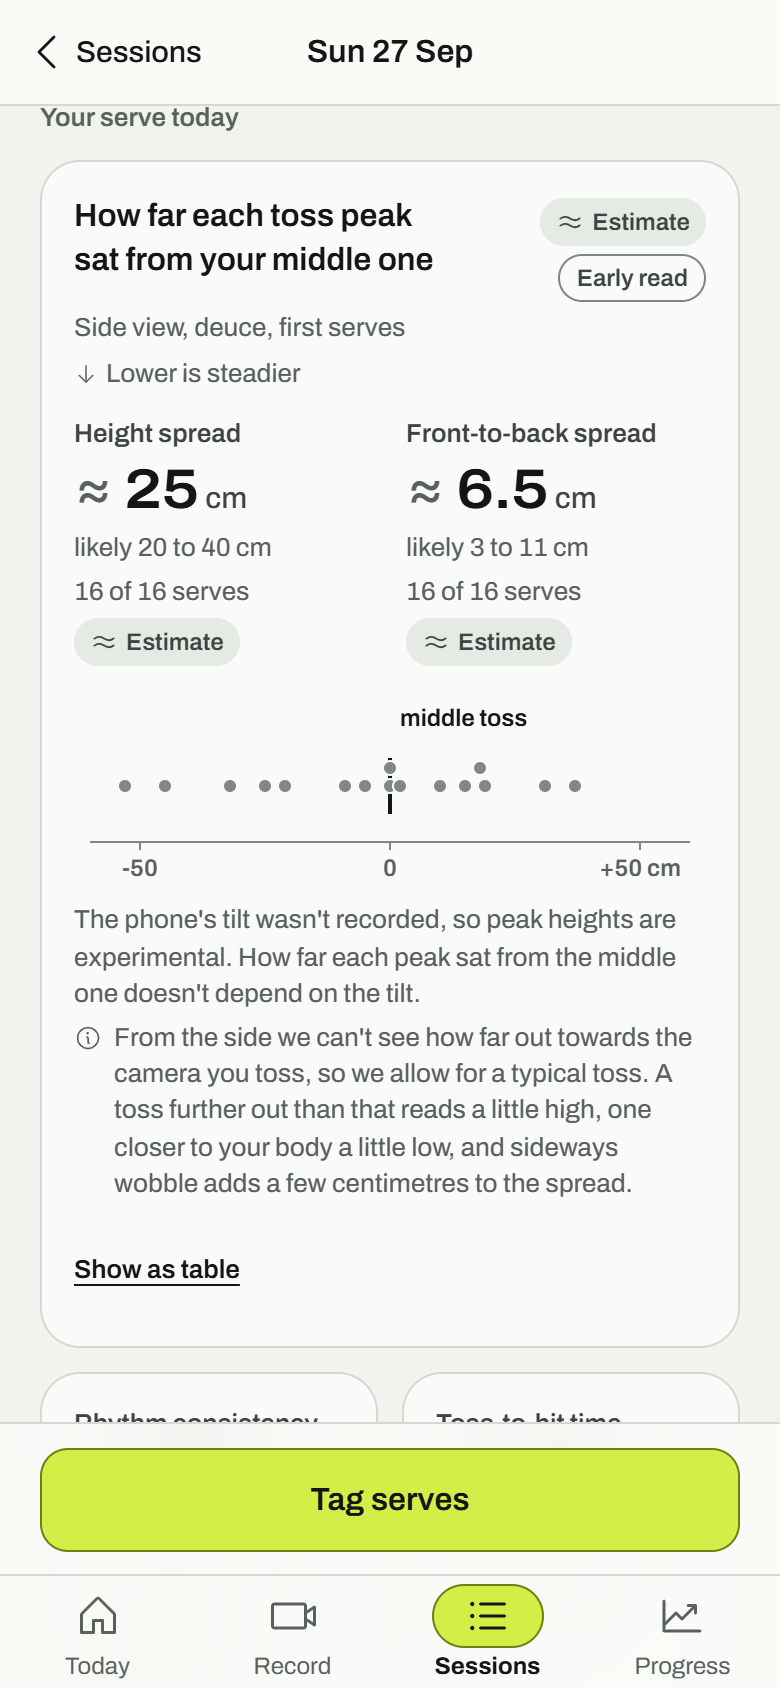 Sessions
Sun 27 Sep
Your serve today
How far each toss peak
sat from your middle one
≈ Estimate
Early read
Side view, deuce, first serves
↓ Lower is steadier
Height spread
Front-to-back spread
≈ 25 cm
≈ 6.5 cm
likely 20 to 40 cm
likely 3 to 11 cm
16 of 16 serves
16 of 16 serves
≈ Estimate
≈ Estimate
middle toss
-50
0
+50 cm
The phone's tilt wasn't recorded, so peak heights are
experimental. How far each peak sat from the middle
one doesn't depend on the tilt.
From the side we can't see how far out towards the
camera you toss, so we allow for a typical toss. A
toss further out than that reads a little high, one
closer to your body a little low, and sideways
wobble adds a few centimetres to the spread.
Show as table
Rhythm consistency
Toss-to-hit time
Tag serves
Today
Record
Sessions
Progress